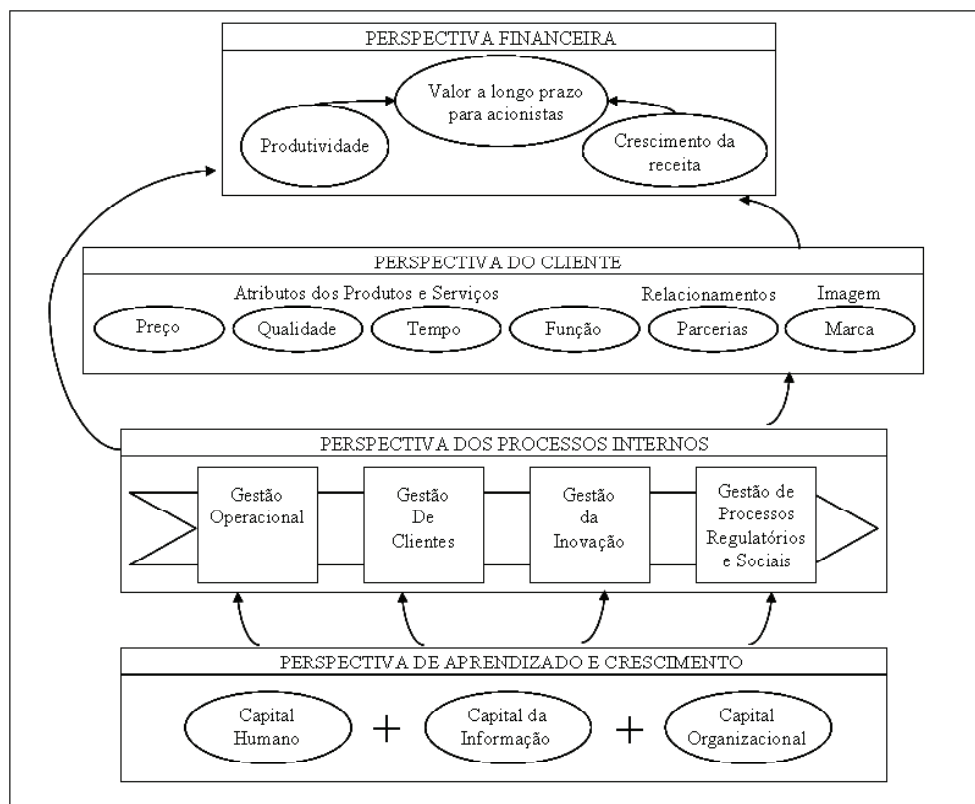 PERSPECTIVA FINANCEIRA
Valor a longo prazo
para acionistas
Produtividade
Crescimento da
receita
PERSPECTIVA DO CLIENTE
Atributos dos Produtos e Serviços
Relacionamentos
Imagem
Preço
Qualidade
Tempo
Função
Parcerias
Marca
PERSPECTIVA DOS PROCESSOS INTERNOS
Gestão
Operacional
Gestão
De
Clientes
Gestão
da
Inovação
Gestão de
Processos
Regulatórios
e Sociais
PERSPECTIVA DE APRENDIZADO E CRESCIMENTO
Capital
Humano
+
Capital da
Informação
+
Capital
Organizacional